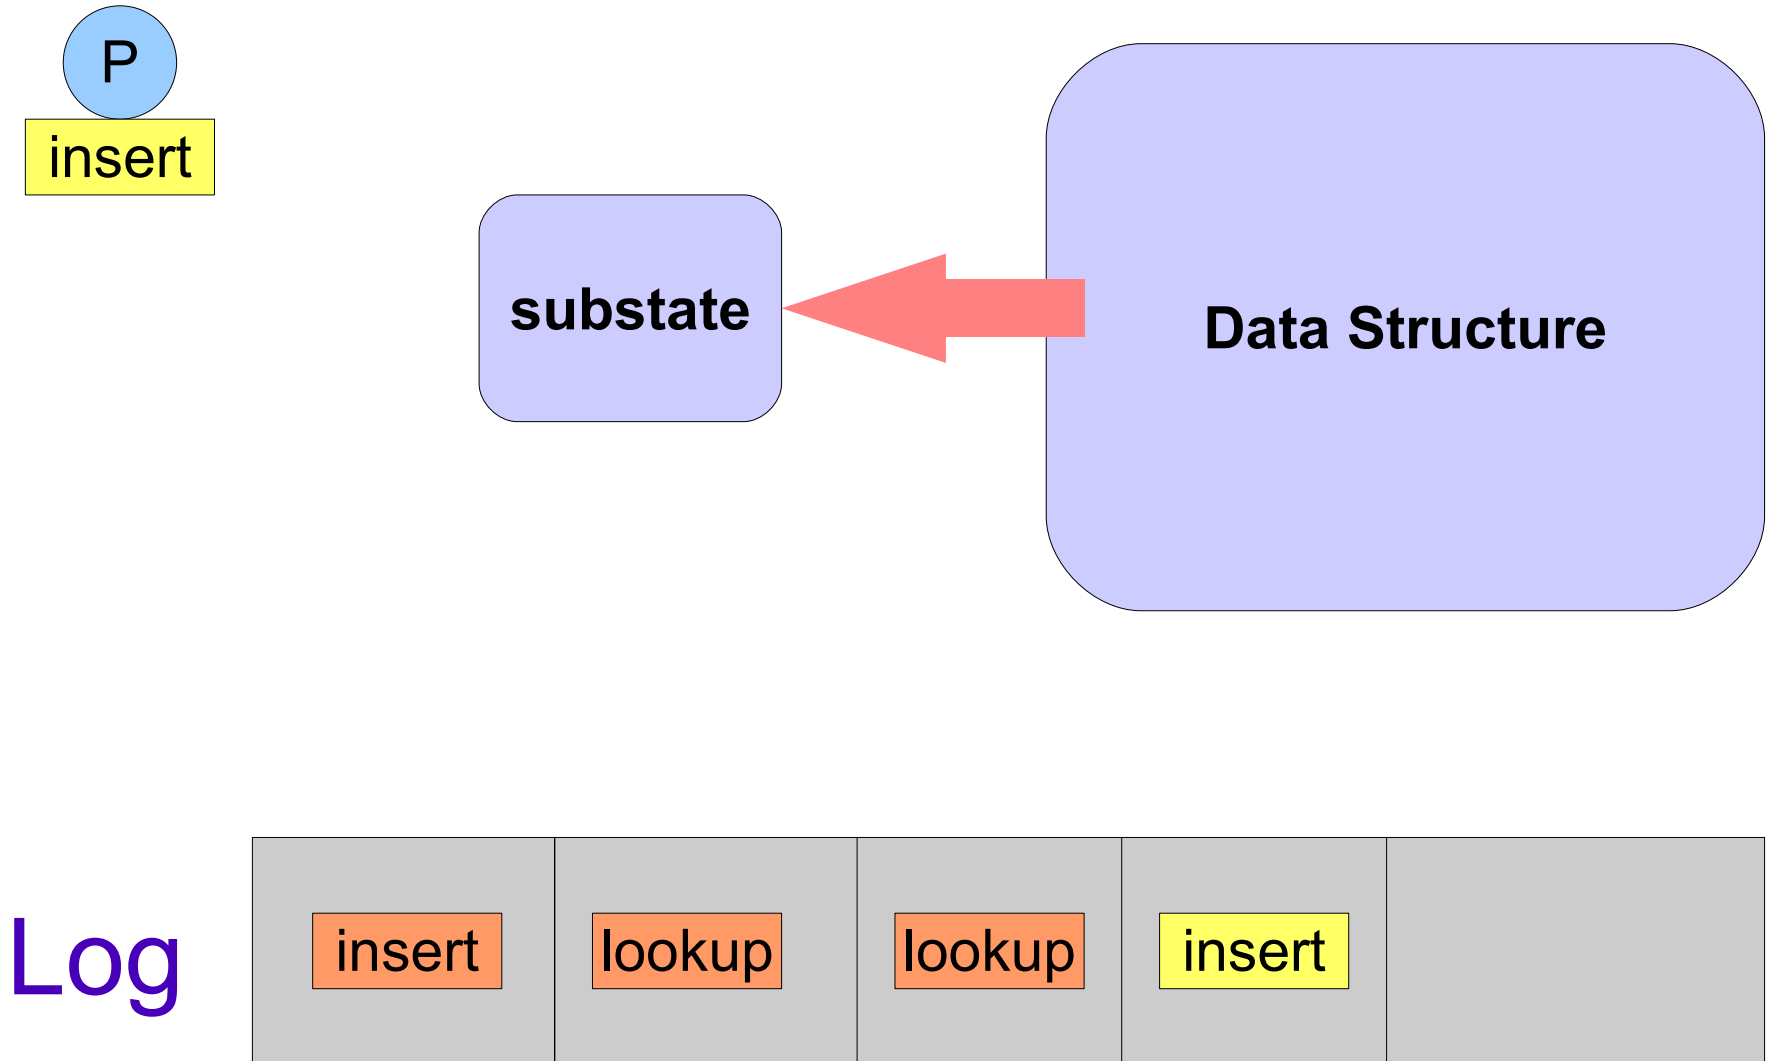 P
insert
substate
Data Structure
Log
insert
lookup
lookup
insert